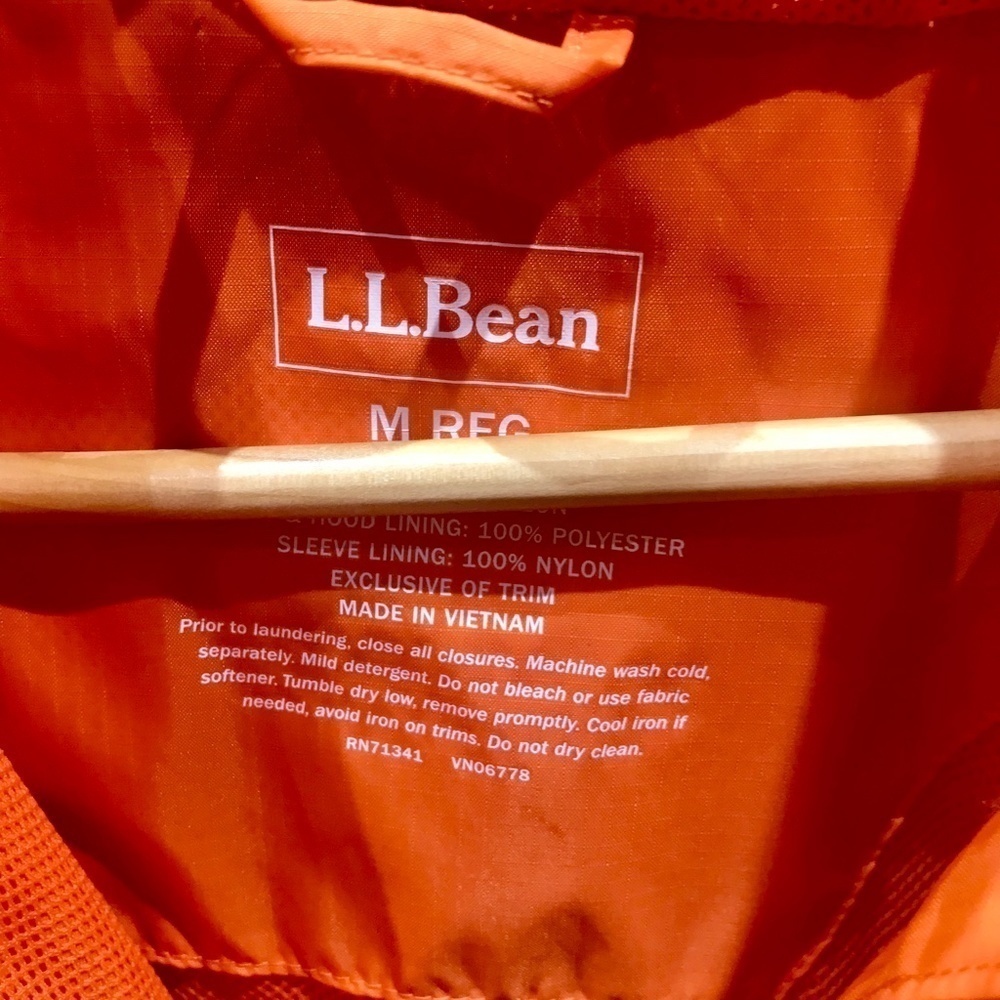 L.L.Bean
M REG
HOOD LINING: 100% POLYESTER
SLEEVE LINING: 100% NYLON
EXCLUSIVE OF TRIM
MADE IN VIETNAM
Prior to laundering, close all closures. Machine wash cold,
separately. Mild detergent. Do not bleach or use fabric
softener. Tumble dry low, remove promptly. Cool iron if
needed, avoid iron on trims. Do not dry clean.
RN71341 VN06778